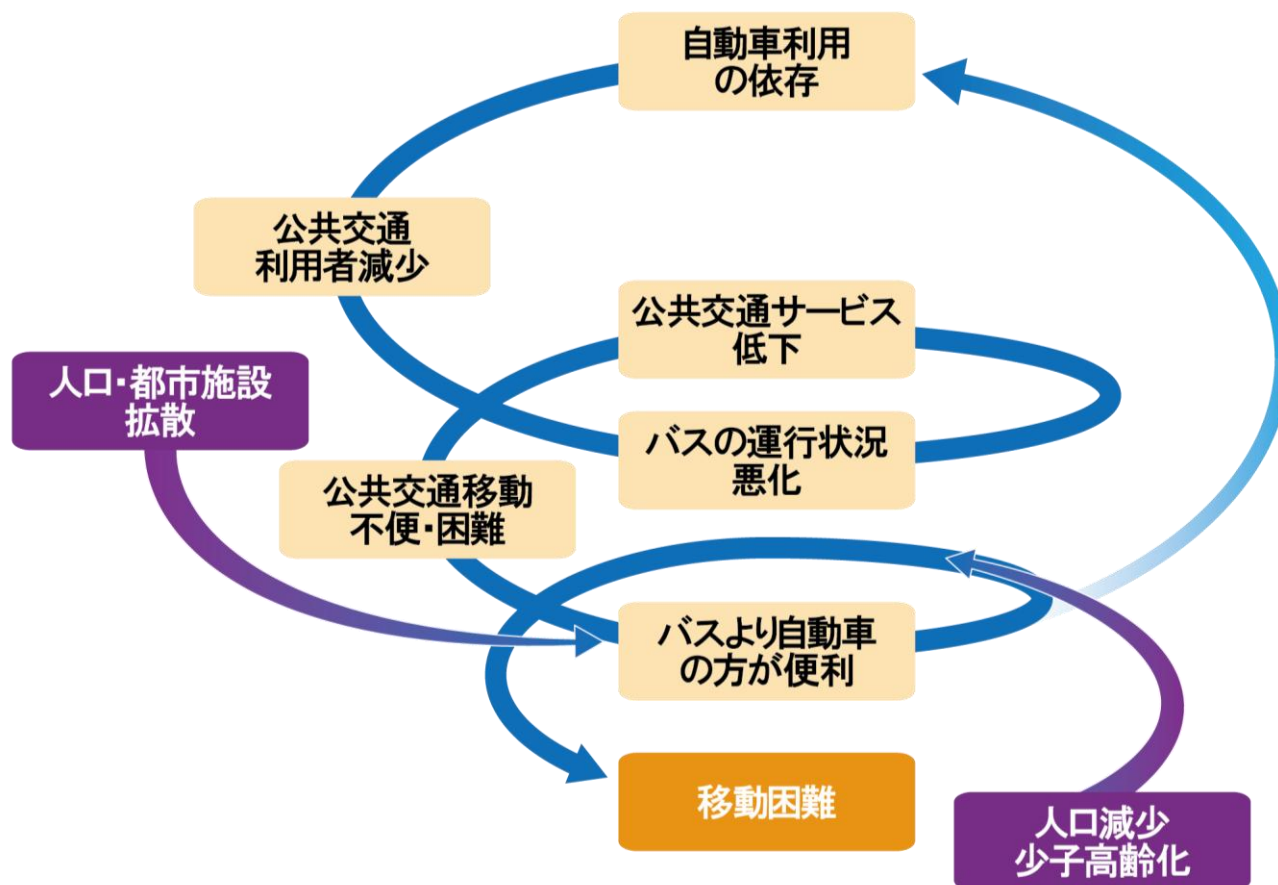 自動車利用
の依存
公共交通
利用者減少
公共交通サービス
低下
人口・都市施設
拡散
バスの運行状況
悪化
公共交通移動
不便・困難
バスより自動車
の方が便利
移動困難
人口減少
少子高齢化